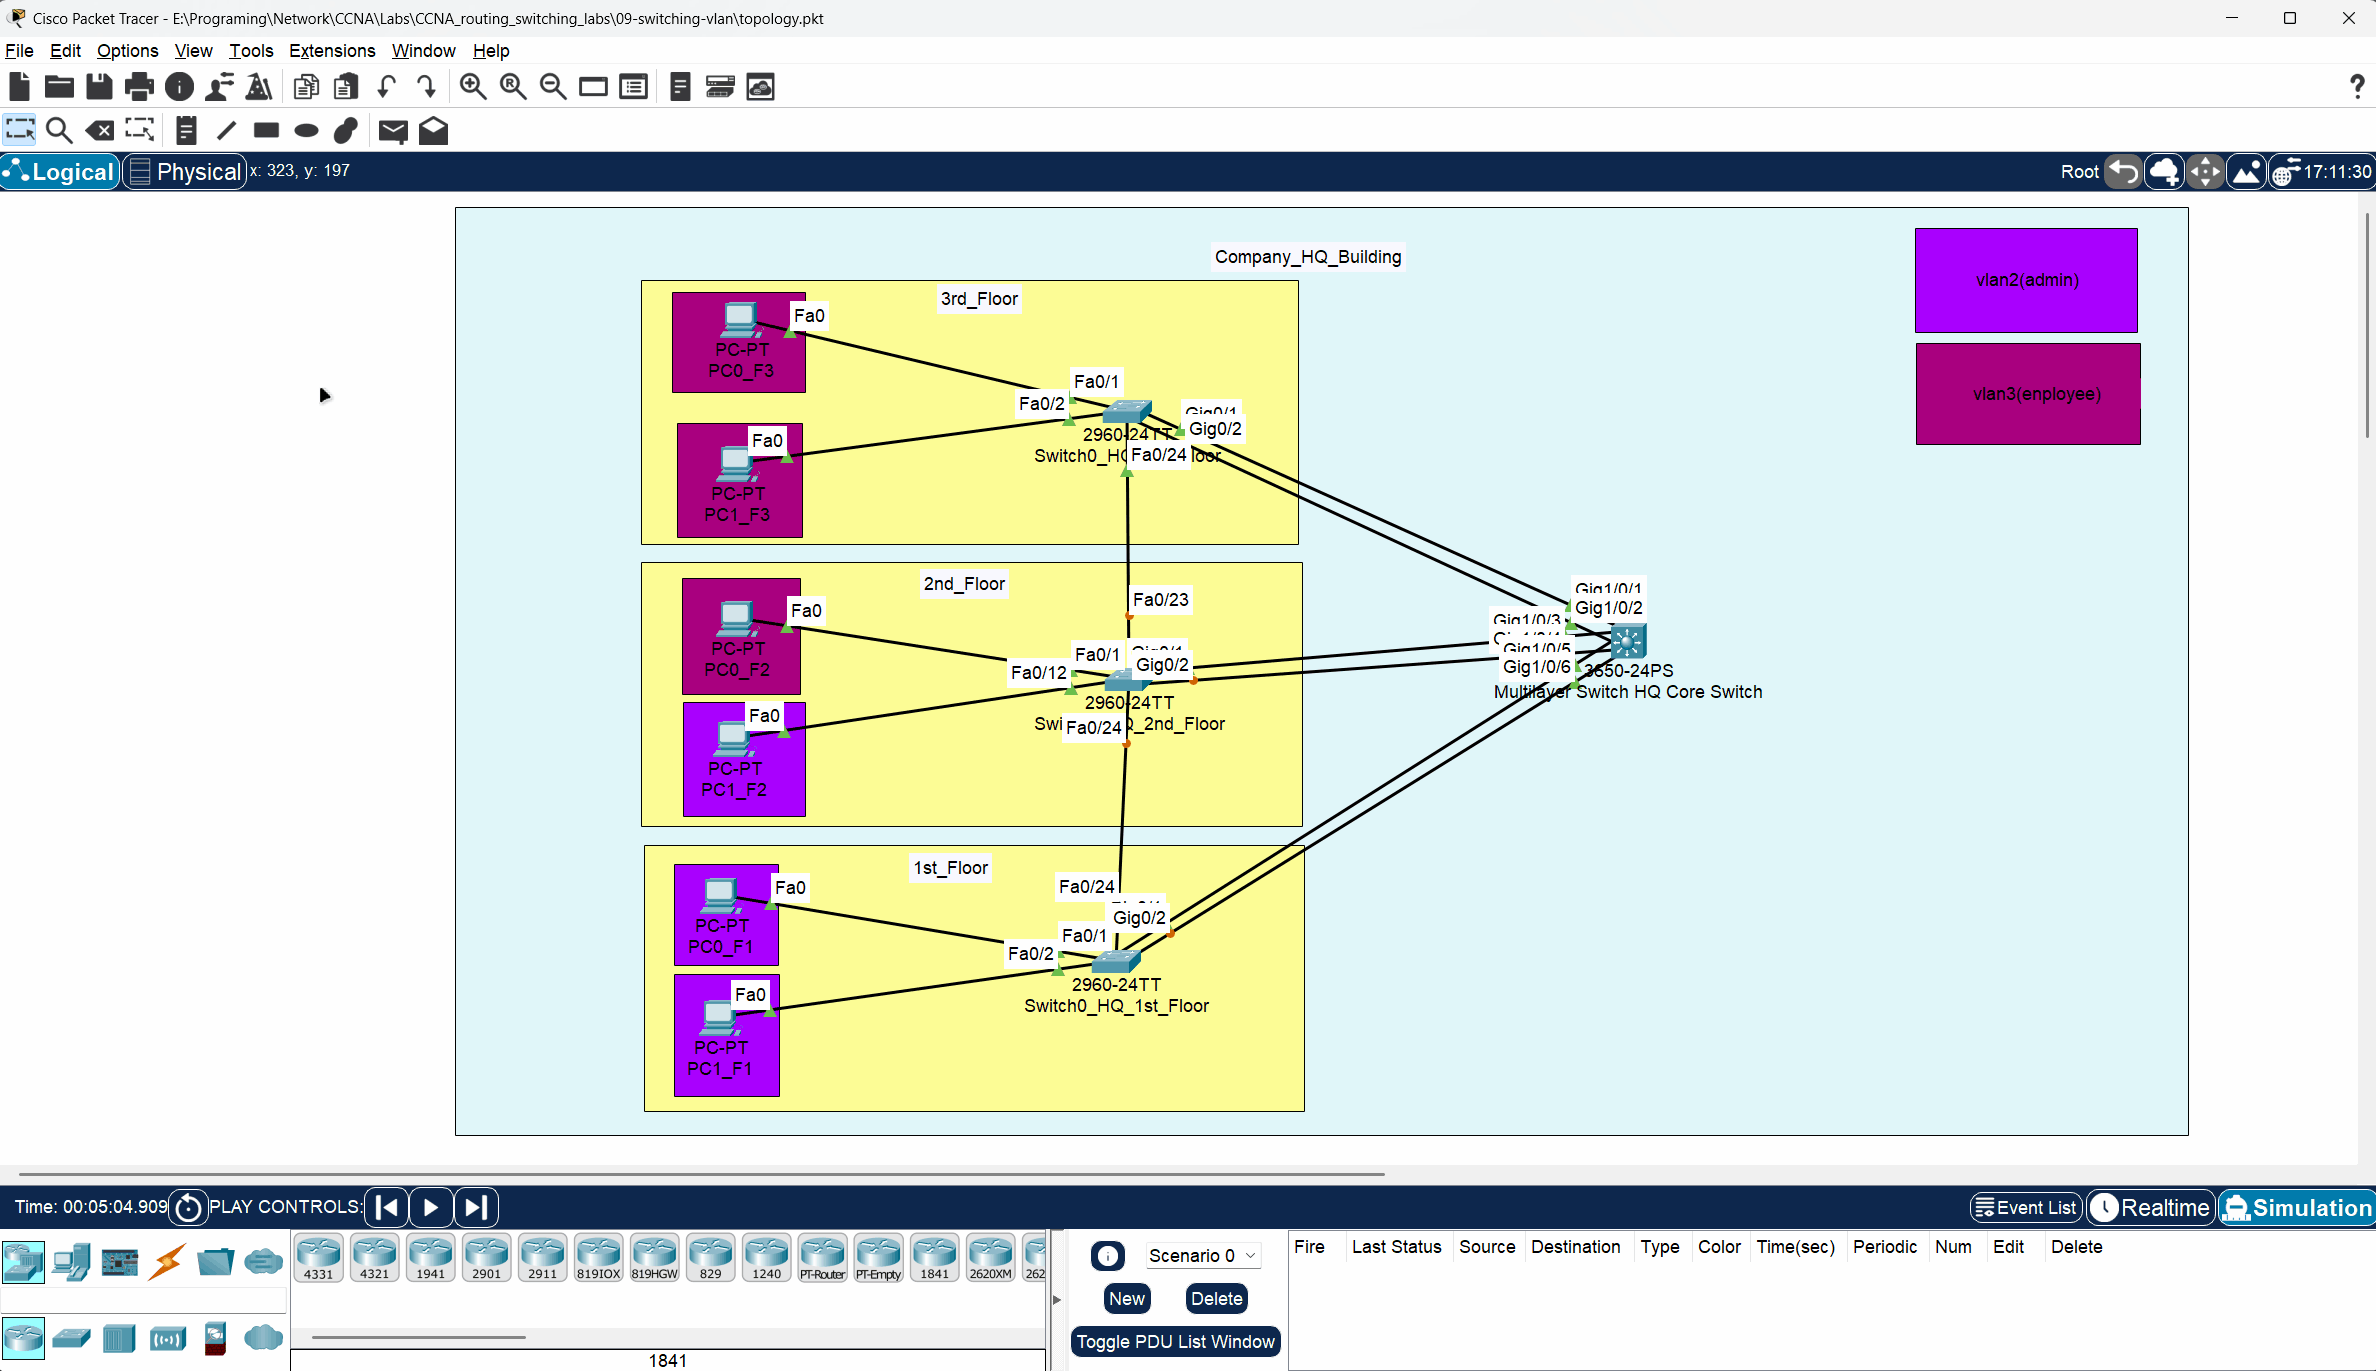 Cisco Packet Tracer - E:\Programing\Network\CCNA\Labs\CCNA_routing_switching_labs\09-switching-vlan\topology.pkt
File Edit Options View Tools Extensions Window Help
Logical Physical x: 323, y: 197
Root 17:11:30
Company_HQ_Building
vlan2(admin)
vlan3(enployee)
3rd_Floor
Fa0
PC-PT
PC0_F3
Fa0/1
Fa0/2
Gig0/1
Gig0/2
Fa0
2960-24TT
Fa0/24
PC-PT
PC1_F3
2nd_Floor
Fa0
PC-PT
PC0_F2
Fa0/23
Fa0/1
Gig0/2
Fa0/12
2960-24TT
Fa0/24
Q_2nd_Floor
Fa0
PC-PT
PC1_F2
Gig1/0/1
Gig1/0/2
Gig1/0/3
Gig1/0/5
Gig1/0/6
3650-24PS
Multilayer Switch HQ Core Switch
1st_Floor
Fa0
PC-PT
PC0_F1
Fa0/24
Gig0/2
Fa0/1
Fa0/2
2960-24TT
Switch0_HQ_1st_Floor
Fa0
PC-PT
PC1_F1
Time: 00:05:04.909 PLAY CONTROLS:
Event List Realtime Simulation
4331 4321 1941 2901 2911 819IOX 819HGW 829 1240 PT-Router PT-Empty 1841 2620XM 262
1841
Scenario 0
New Delete
Toggle PDU List Window
Fire Last Status Source Destination Type Color Time(sec) Periodic Num Edit Delete